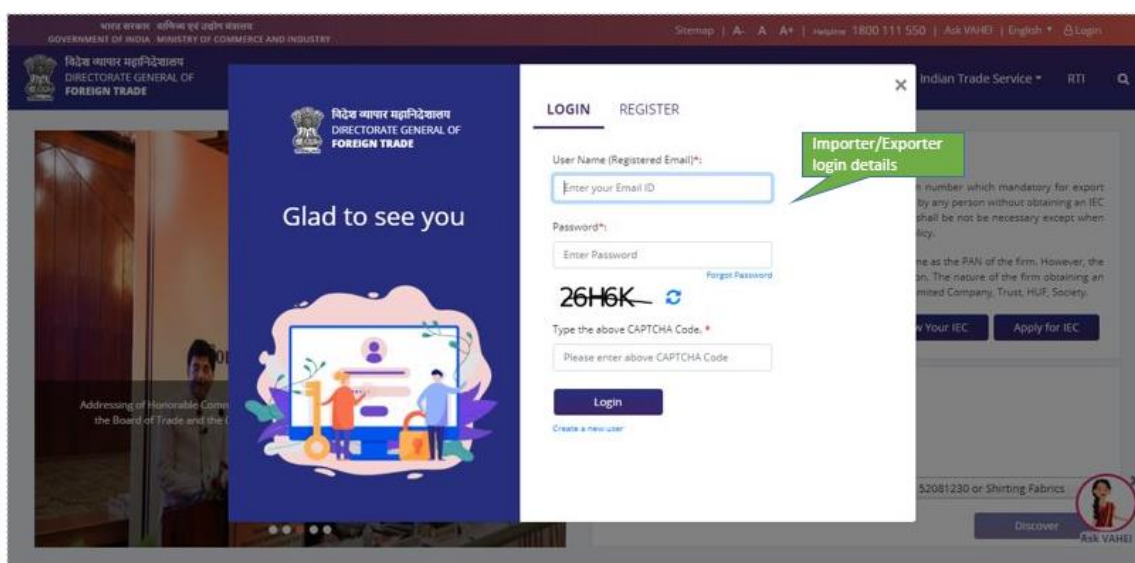 भारत सरकार वाणिज्य एवं उद्योग मंत्रालय
GOVERNMENT OF INDIA MINISTRY OF COMMERCE AND INDUSTRY
Sitemap | A- A A+ | Helpline 1800 111 550 | Ask VAHEI | English | Login
विदेश व्यापार महानिदेशालय
DIRECTORATE GENERAL OF
FOREIGN TRADE
Indian Trade Service RTI
विदेश व्यापार महानिदेशालय
DIRECTORATE GENERAL OF
FOREIGN TRADE
Glad to see you
LOGIN REGISTER
Importer/Exporter
login details
User Name (Registered Email)*:
Enter your Email ID
Password*:
Enter Password
Forgot Password
26H6K
Type the above CAPTCHA Code. *
Please enter above CAPTCHA Code
Login
Create a new user
number which mandatory for export
by any person without obtaining an IEC
shall be not be necessary except when
me as the PAN of the firm. However, the
The nature of the firm obtaining an
Limited Company, Trust, HUF, Society.
Your IEC Apply for IEC
Addressing of Honorable
the Board of Trade and the
52081230 or Shirting Fabrics
Discover
Ask VAHEI